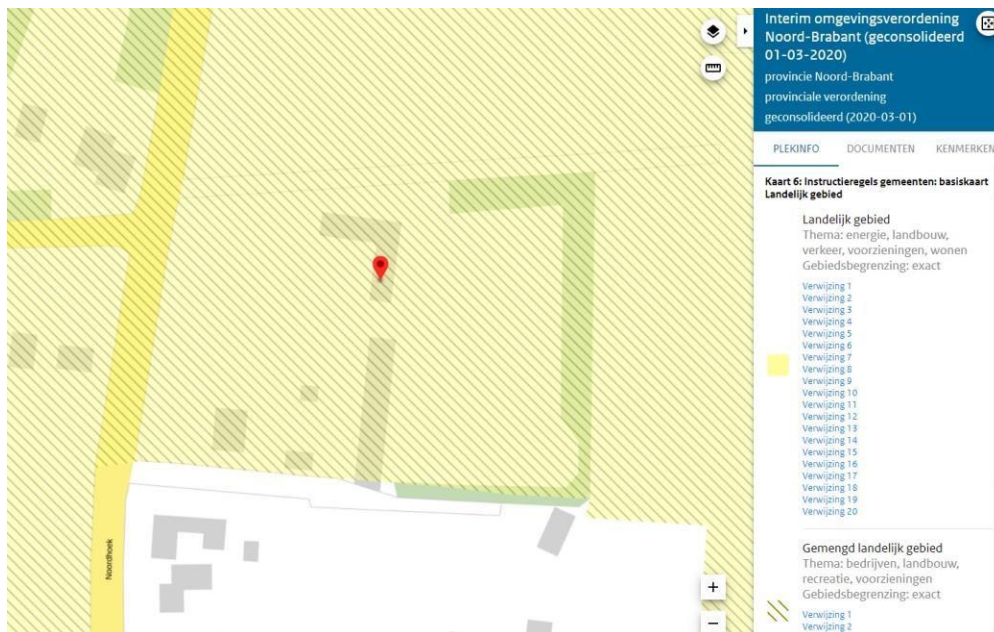 Interim omgevingsverordening
Noord-Brabant (geconsolideerd
01-03-2020)
provincie Noord-Brabant
provinciale verordening
geconsolideerd (2020-03-01)
PLEKINFO DOCUMENTEN KENMERKEN
Kaart 6: Instructieregels gemeenten: basiskaart
Landelijk gebied
Landelijk gebied
Thema: energie, landbouw,
verkeer, voorzieningen, wonen
Gebiedsbegrenzing: exact
Verwijzing 1
Verwijzing 2
Verwijzing 3
Verwijzing 4
Verwijzing 5
Verwijzing 6
Verwijzing 7
Verwijzing 8
Verwijzing 9
Verwijzing 10
Verwijzing 11
Verwijzing 12
Verwijzing 13
Verwijzing 14
Verwijzing 15
Verwijzing 16
Verwijzing 17
Verwijzing 18
Verwijzing 19
Verwijzing 20
Gemengd landelijk gebied
Thema: bedrijven, landbouw,
recreatie, voorzieningen
Gebiedsbegrenzing: exact
Verwijzing 1
Verwijzing 2
Noordhoek
+
−